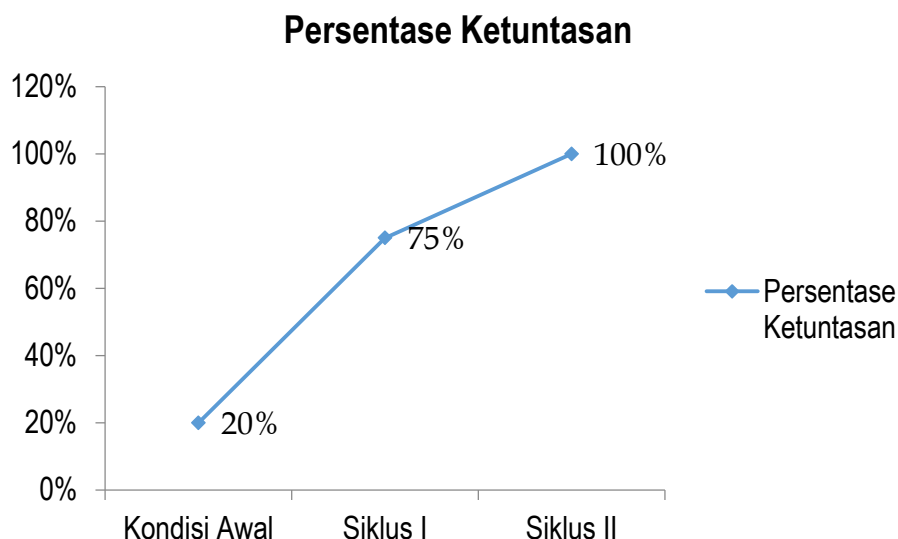 Persentase Ketuntasan
120%
100%
80%
60%
40%
20%
0%
20%
75%
100%
Kondisi Awal
Siklus I
Siklus II
Persentase
Ketuntasan